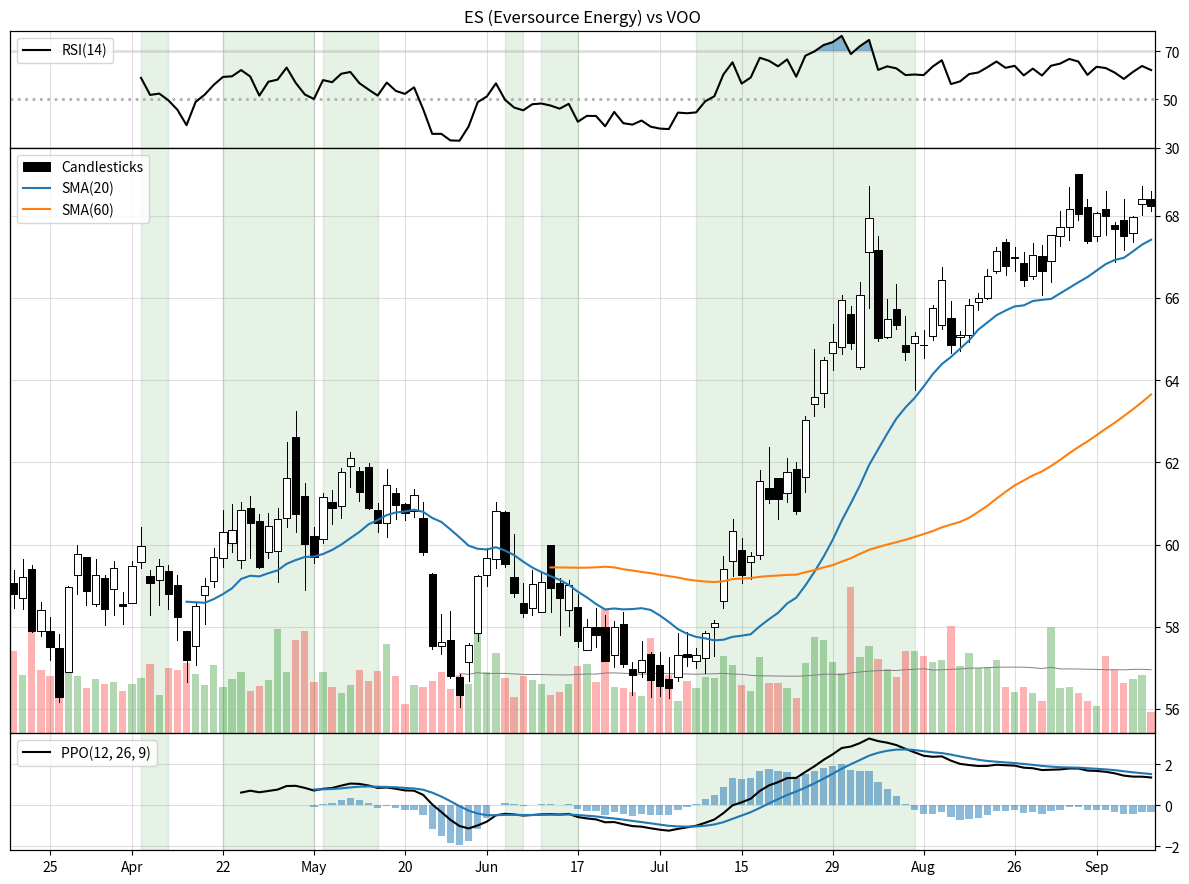 ES (Eversource Energy) vs VOO
RSI(14)
70
50
30
Candlesticks
SMA(20)
SMA(60)
68
66
64
62
60
58
56
PPO(12, 26, 9)
2
0
−2
25 Apr 22 May 20 Jun 17 Jul 15 29 Aug 26 Sep